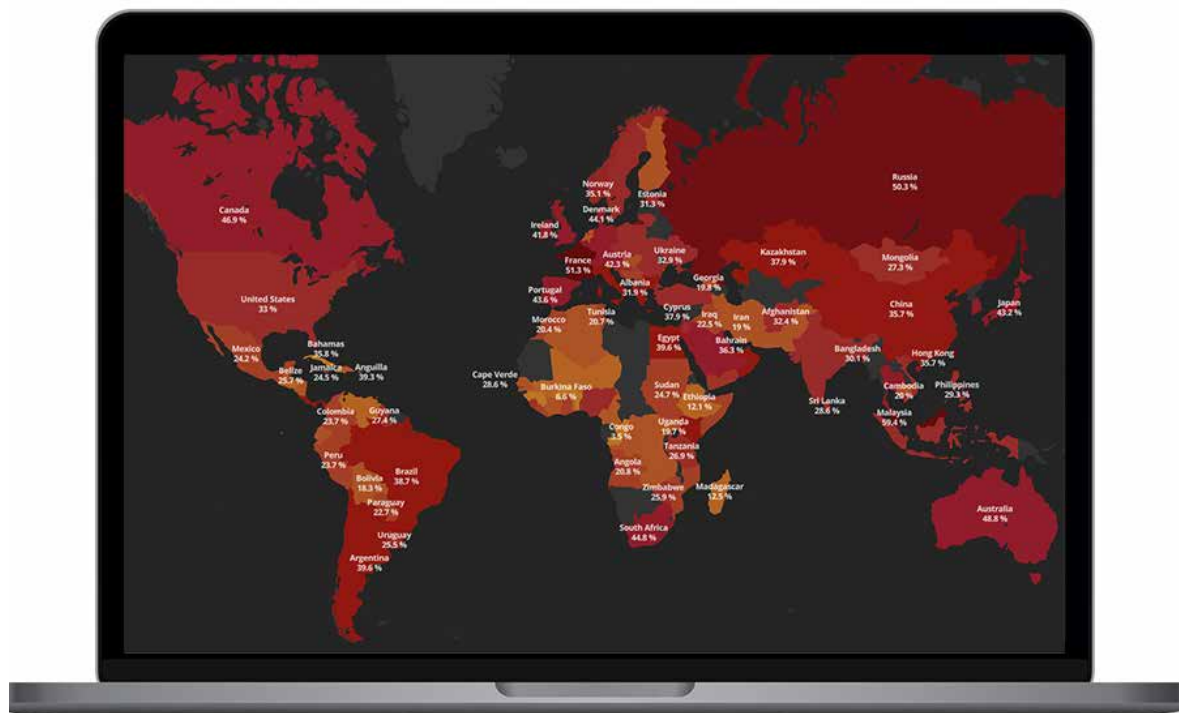 Russia
50.3 %
Norway
35.1 %
Estonia
31.3 %
Canada
46.9 %
Denmark
44.1 %
Ireland
41.8 %
Ukraine
32.9 %
Kazakhstan
37.9 %
Mongolia
27.3 %
France
51.3 %
Austria
42.3 %
Georgia
19.8 %
Albania
31.9 %
Portugal
43.6 %
United States
33 %
China
35.7 %
Japan
43.2 %
Cyprus
37.9 %
Iraq
22.5 %
Iran
19 %
Afghanistan
32.4 %
Morocco
20.4 %
Tunisia
20.7 %
Egypt
39.6 %
Bahrain
36.3 %
Mexico
24.2 %
Bahamas
35.8 %
Bangladesh
30.1 %
Hong Kong
35.7 %
Belize
25.7 %
Jamaica
24.5 %
Anguilla
39.3 %
Cape Verde
28.6 %
Burkina Faso
6.6 %
Sudan
24.7 %
Ethiopia
12.1 %
Sri Lanka
28.6 %
Cambodia
Philippines
29.3 %
Colombia
23.7 %
Guyana
27.4 %
Malaysia
59.4 %
Congo
3.5 %
Uganda
19.7 %
Tanzania
26.9 %
Peru
23.7 %
Brazil
38.7 %
Bolivia
18.3 %
Angola
20.8 %
Zimbabwe
25.9 %
Madagascar
12.5 %
Paraguay
22.7 %
Australia
48.8 %
Uruguay
25.5 %
South Africa
44.8 %
Argentina
39.6 %